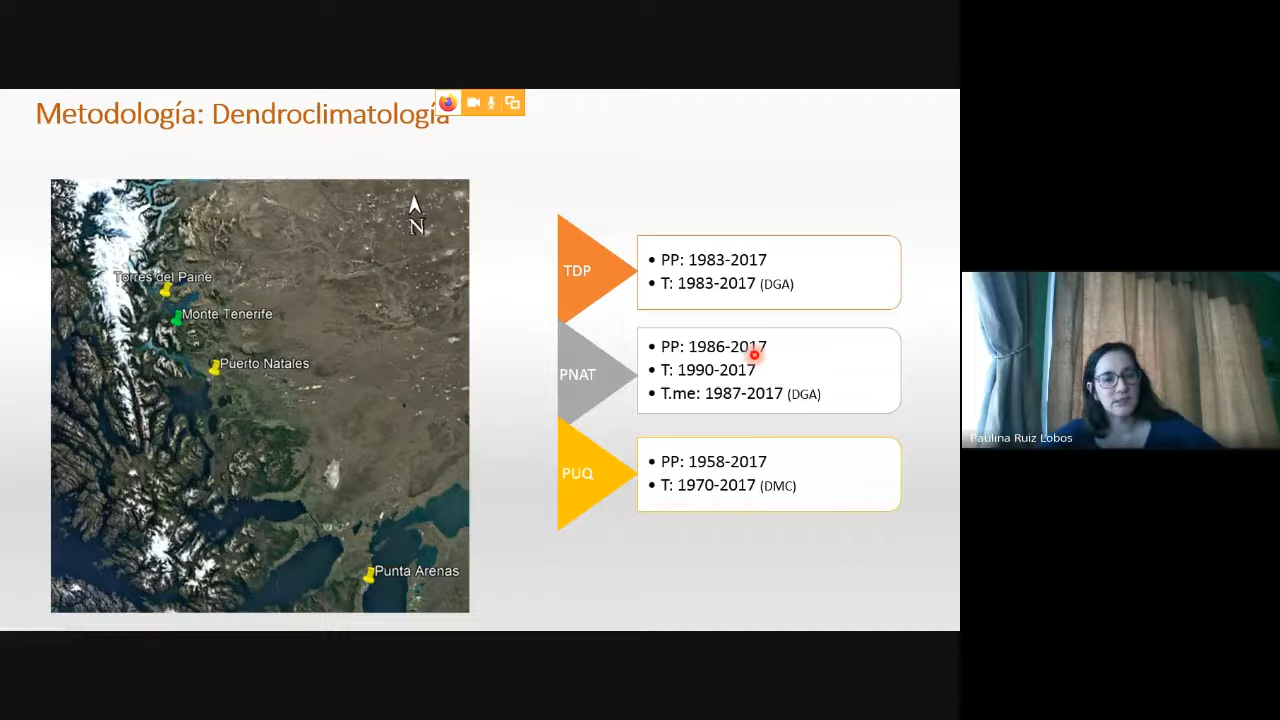 Metodología: Dendroclimatología
N
Torres del Paine
Monte Tenerife
Puerto Natales
Punta Arenas
TDP
• PP: 1983-2017
• T: 1983-2017 (DGA)
PNAT
• PP: 1986-2017
• T: 1990-2017
• T.me: 1987-2017 (DGA)
PUQ
• PP: 1958-2017
• T: 1970-2017 (DMC)
Paulina Ruiz Lobos